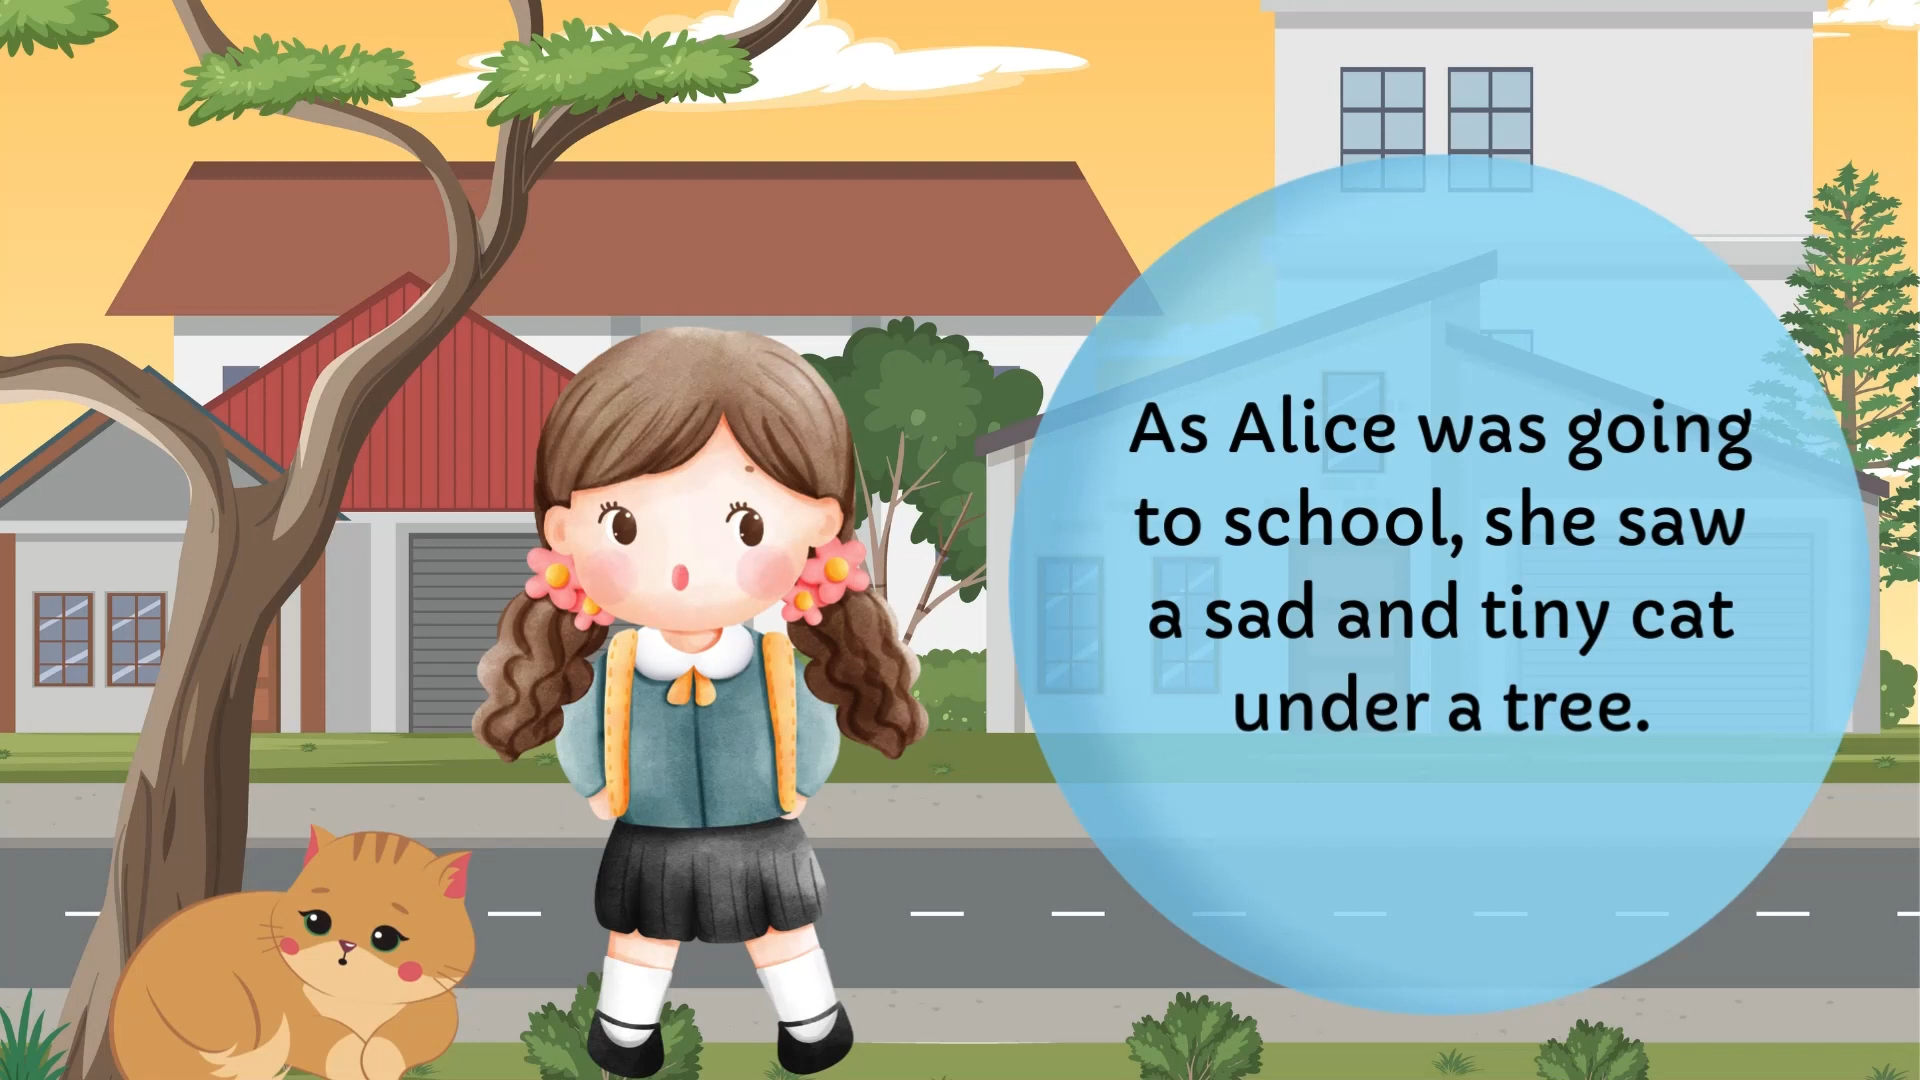 As Alice was going
to school, she saw
a sad and tiny cat
under a tree.